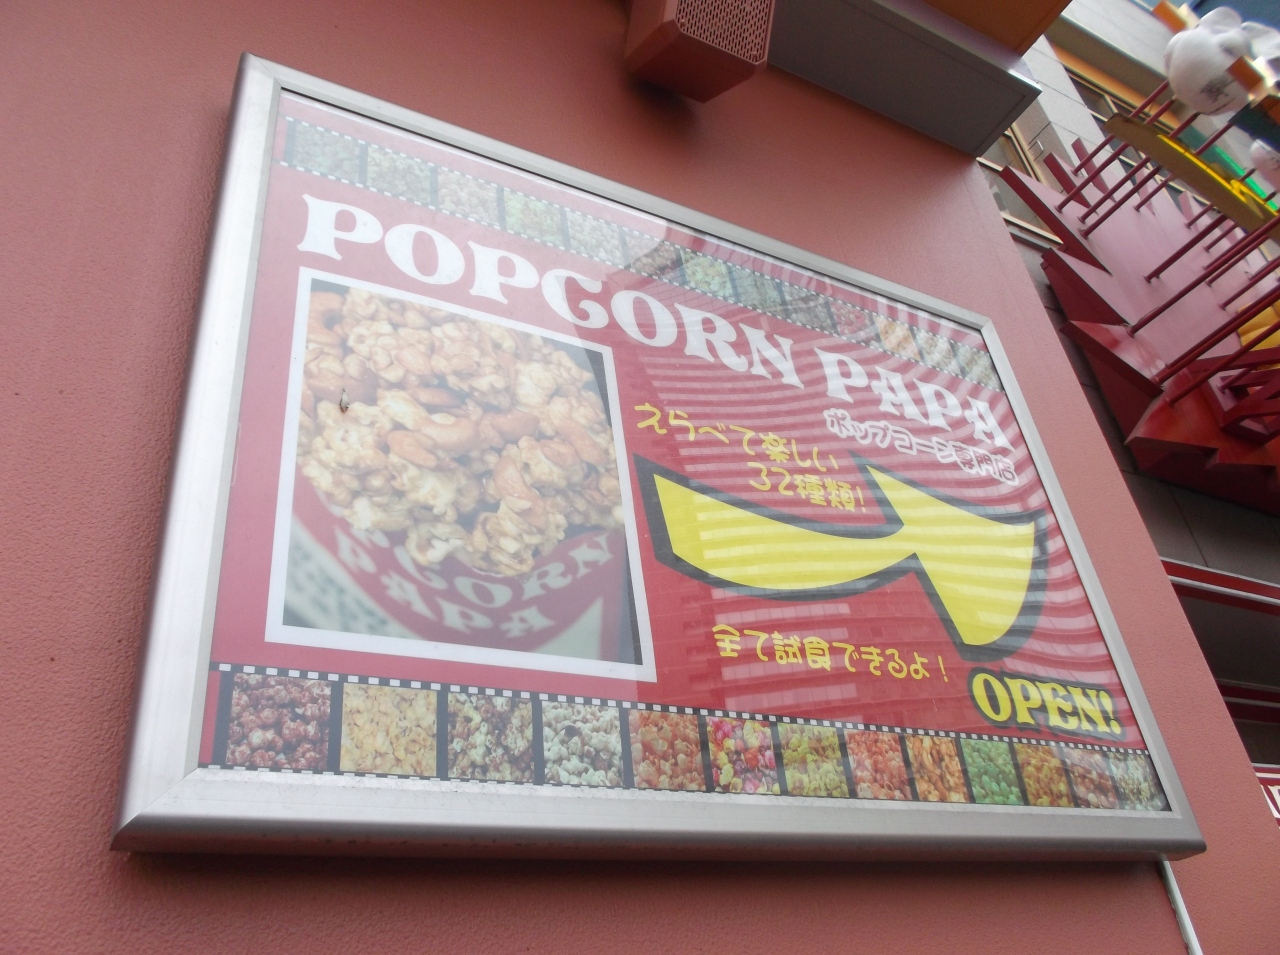 POPCORN PAPA
ポップコーン専門店
えらべて楽しい
32種類!
POPCORN
PAPA
全て試食できるよ!
OPEN!